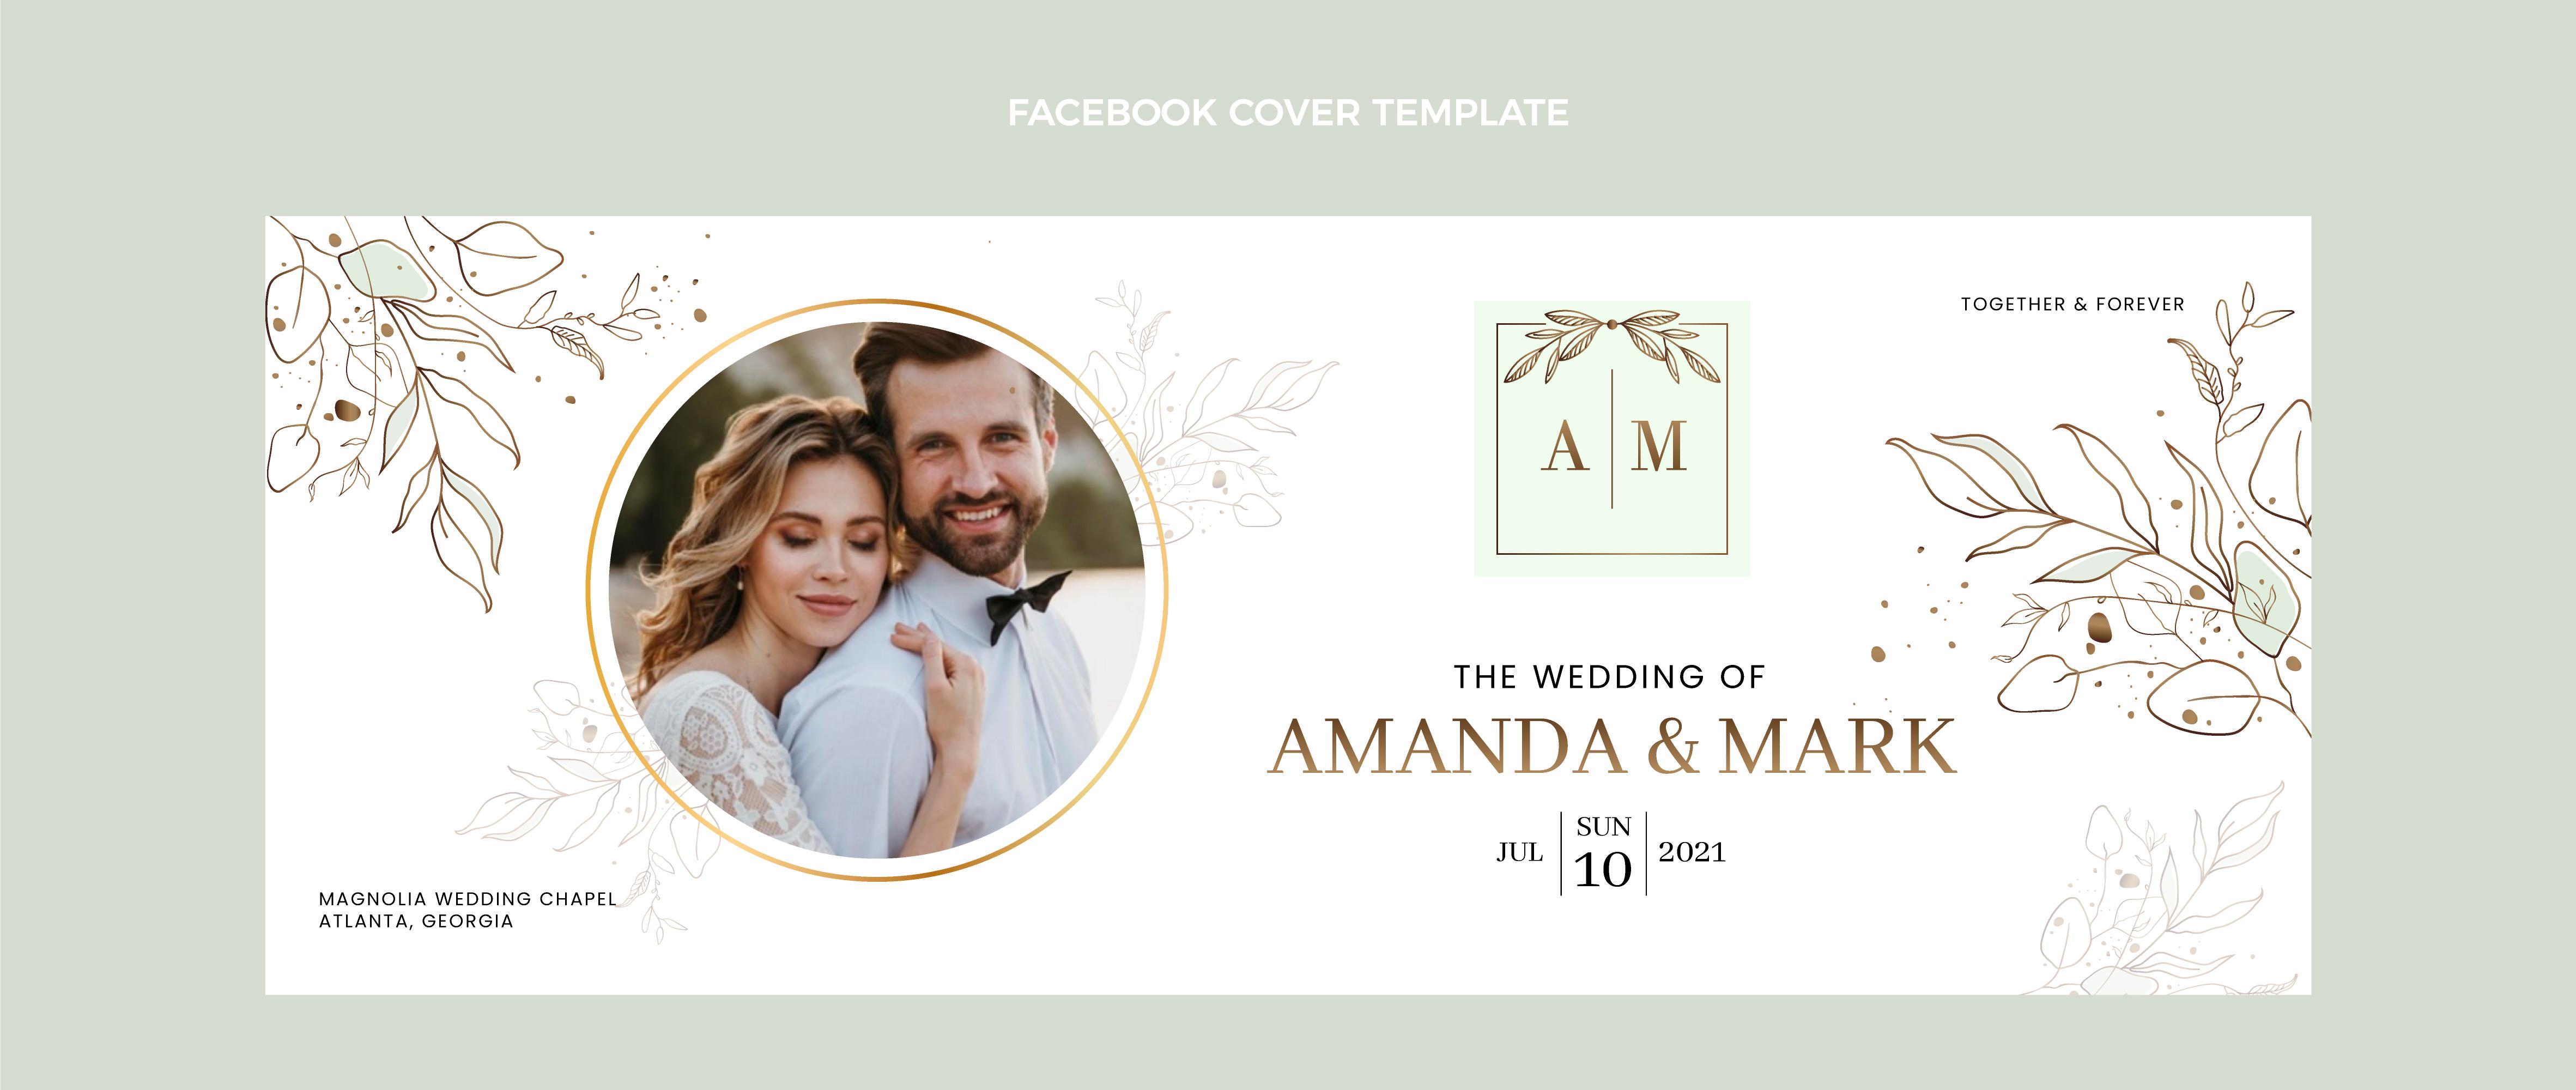 FACEBOOK COVER TEMPLATE
TOGETHER & FOREVER
A M
THE WEDDING OF
AMANDA & MARK
JUL
SUN
10
2021
MAGNOLIA WEDDING CHAPEL
ATLANTA, GEORGIA